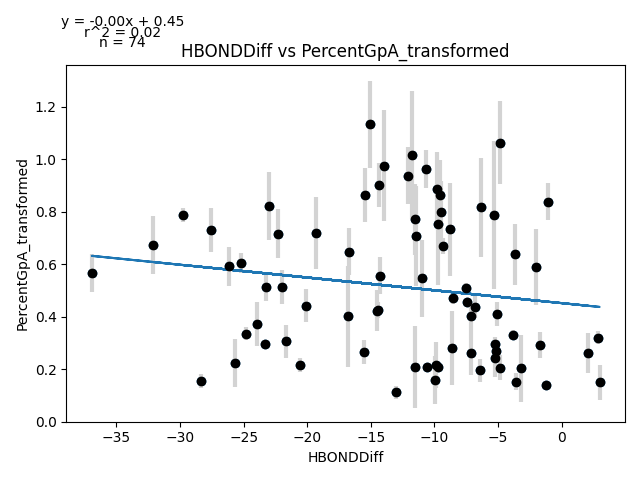 y = -0.00x + 0.45
r^2 = 0.02
n = 74
HBONDDiff vs PercentGpA_transformed
PercentGpA_transformed
1.2
1.0
0.8
0.6
0.4
0.2
0.0
−35
−30
−25
−20
−15
−10
−5
0
HBONDDiff